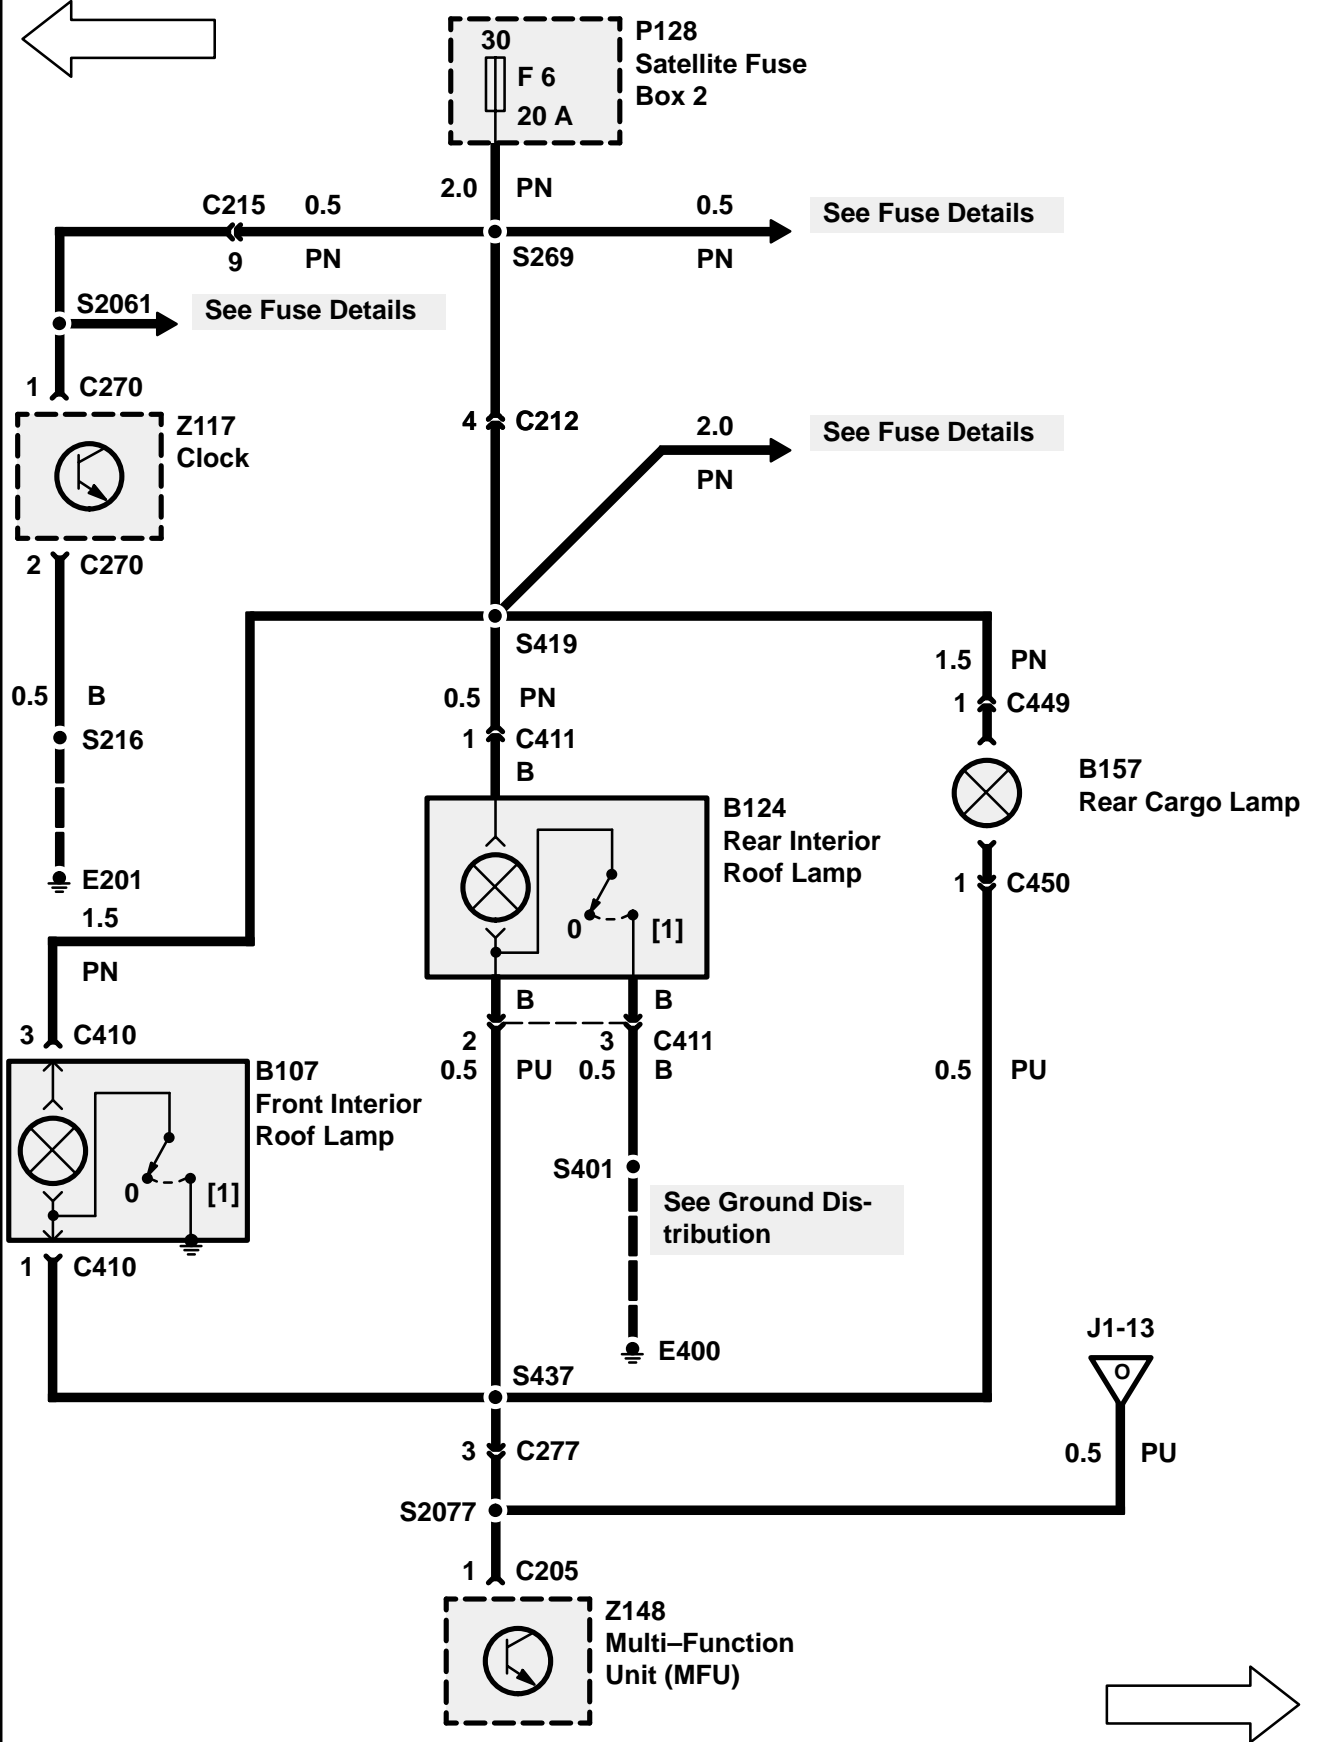 30
F 6
20 A
P128
Satellite Fuse
Box 2
2.0 PN
C215 0.5
0.5
See Fuse Details
9 PN
S269
PN
S2061
See Fuse Details
1 C270
Z117
Clock
4 C212
2.0
See Fuse Details
PN
2 C270
S419
1.5 PN
0.5 B
0.5 PN
1 C449
S216
1 C411
B
B157
Rear Cargo Lamp
B124
Rear Interior
Roof Lamp
E201
1 C450
1.5
0 [1]
PN
B B
3 C410
2 3 C411
0.5 PU 0.5 B
0.5 PU
B107
Front Interior
Roof Lamp
0 [1]
S401
See Ground Dis-
tribution
1 C410
J1-13
O
E400
S437
3 C277
0.5 PU
S2077
1 C205
Z148
Multi–Function
Unit (MFU)